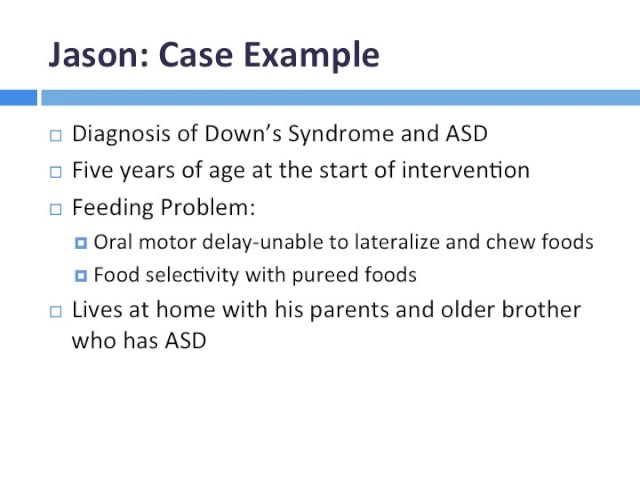 Jason: Case Example
Diagnosis of Down's Syndrome and ASD
Five years of age at the start of intervention
Feeding Problem:
Oral motor delay-unable to lateralize and chew foods
Food selectivity with pureed foods
Lives at home with his parents and older brother
who has ASD